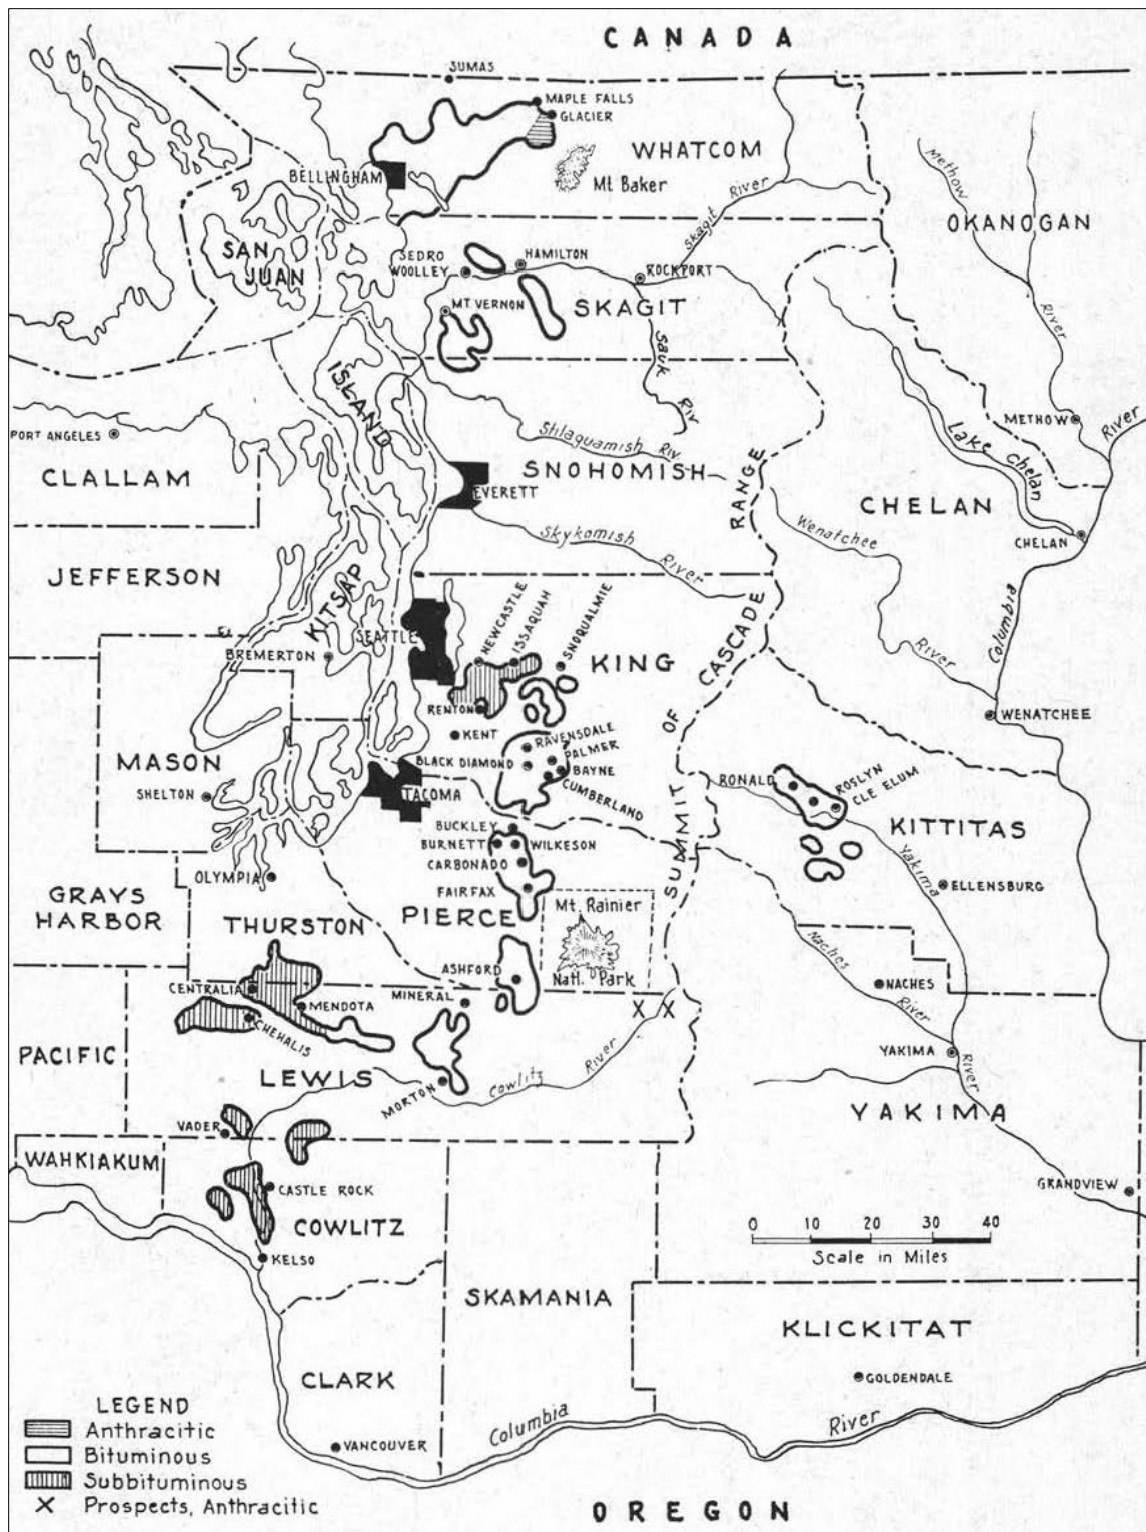 CANADA
SUMAS
MAPLE FALLS
GLACIER
WHATCOM
BELLINGHAM
Mt Baker
Skagit River
Methow River
OKANOGAN
SAN JUAN
SEDRO WOOLLEY
HAMILTON
ROCKPORT
MT. VERNON
SKAGIT
Sauk Riv
ISLAND
PORT ANGELES
CLALLAM
Shlaguamish Riv
SNOHOMISH
EVERETT
METHOW
River
Lake Chelan
CHELAN
Wenatchee River
CHELAN
Skykomish River
JEFFERSON
KITSAP
SEATTLE
BREMERTON
NEWCASTLE
ISSAQUAH
SNOQUALMIE
KING
RENTON
SUMMIT OF CASCADE RANGE
Columbia
WENATCHEE
KENT
RAVENSDALE
PALMER
BLACK DIAMOND
BAYNE
CUMBERLAND
MASON
SHELTON
TACOMA
RONALD
ROSLYN
CLE ELUM
KITTITAS
BUCKLEY
BURNETT
WILKESON
CARBONADO
FAIRFAX
Yakima River
ELLENSBURG
OLYMPIA
GRAYS HARBOR
THURSTON
PIERCE
Mt. Rainier
Natl. Park
ASHFORD
Naches River
NACHES
CENTRALIA
MENDOTA
MINERAL
X X
CHEHALIS
PACIFIC
LEWIS
Cowlitz River
MORTON
YAKIMA
YAKIMA
VADER
WAHKIAKUM
CASTLE ROCK
COWLITZ
KELSO
GRANDVIEW
0 10 20 30 40
Scale in Miles
SKAMANIA
KLICKITAT
GOLDENDALE
CLARK
VANCOUVER
Columbia River
LEGEND
Anthracitic
Bituminous
Subbituminous
X Prospects, Anthracitic
OREGON